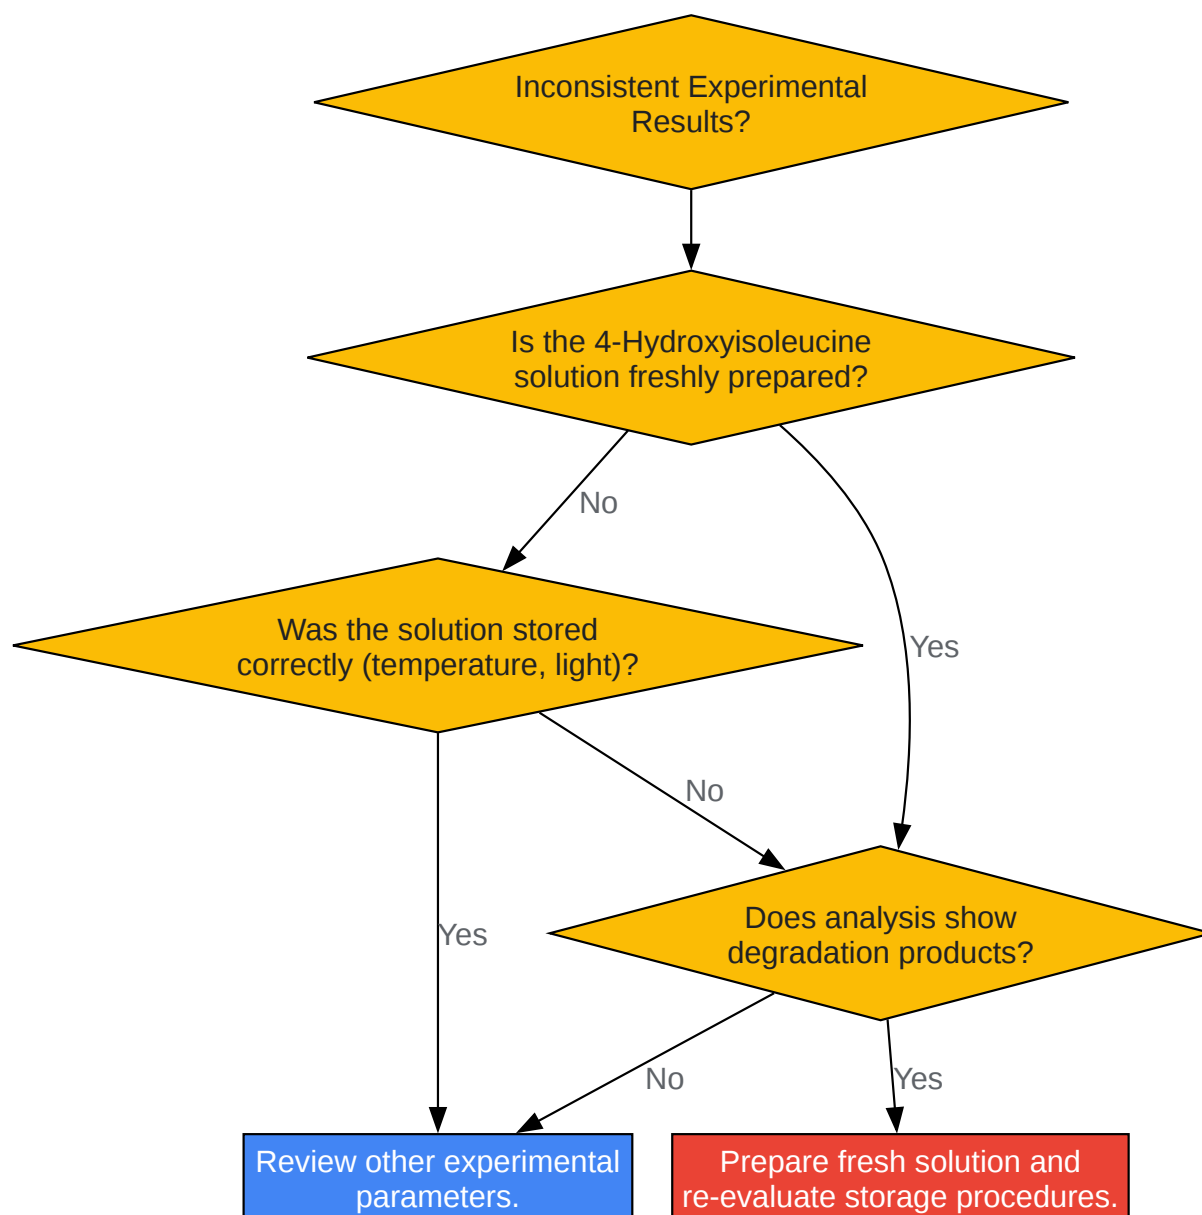 Inconsistent Experimental
Results?
Is the 4-Hydroxyisoleucine
solution freshly prepared?
No
Was the solution stored
correctly (temperature, light)?
Yes
No
Does analysis show
degradation products?
Yes
No
Yes
Review other experimental
parameters.
Prepare fresh solution and
re-evaluate storage procedures.